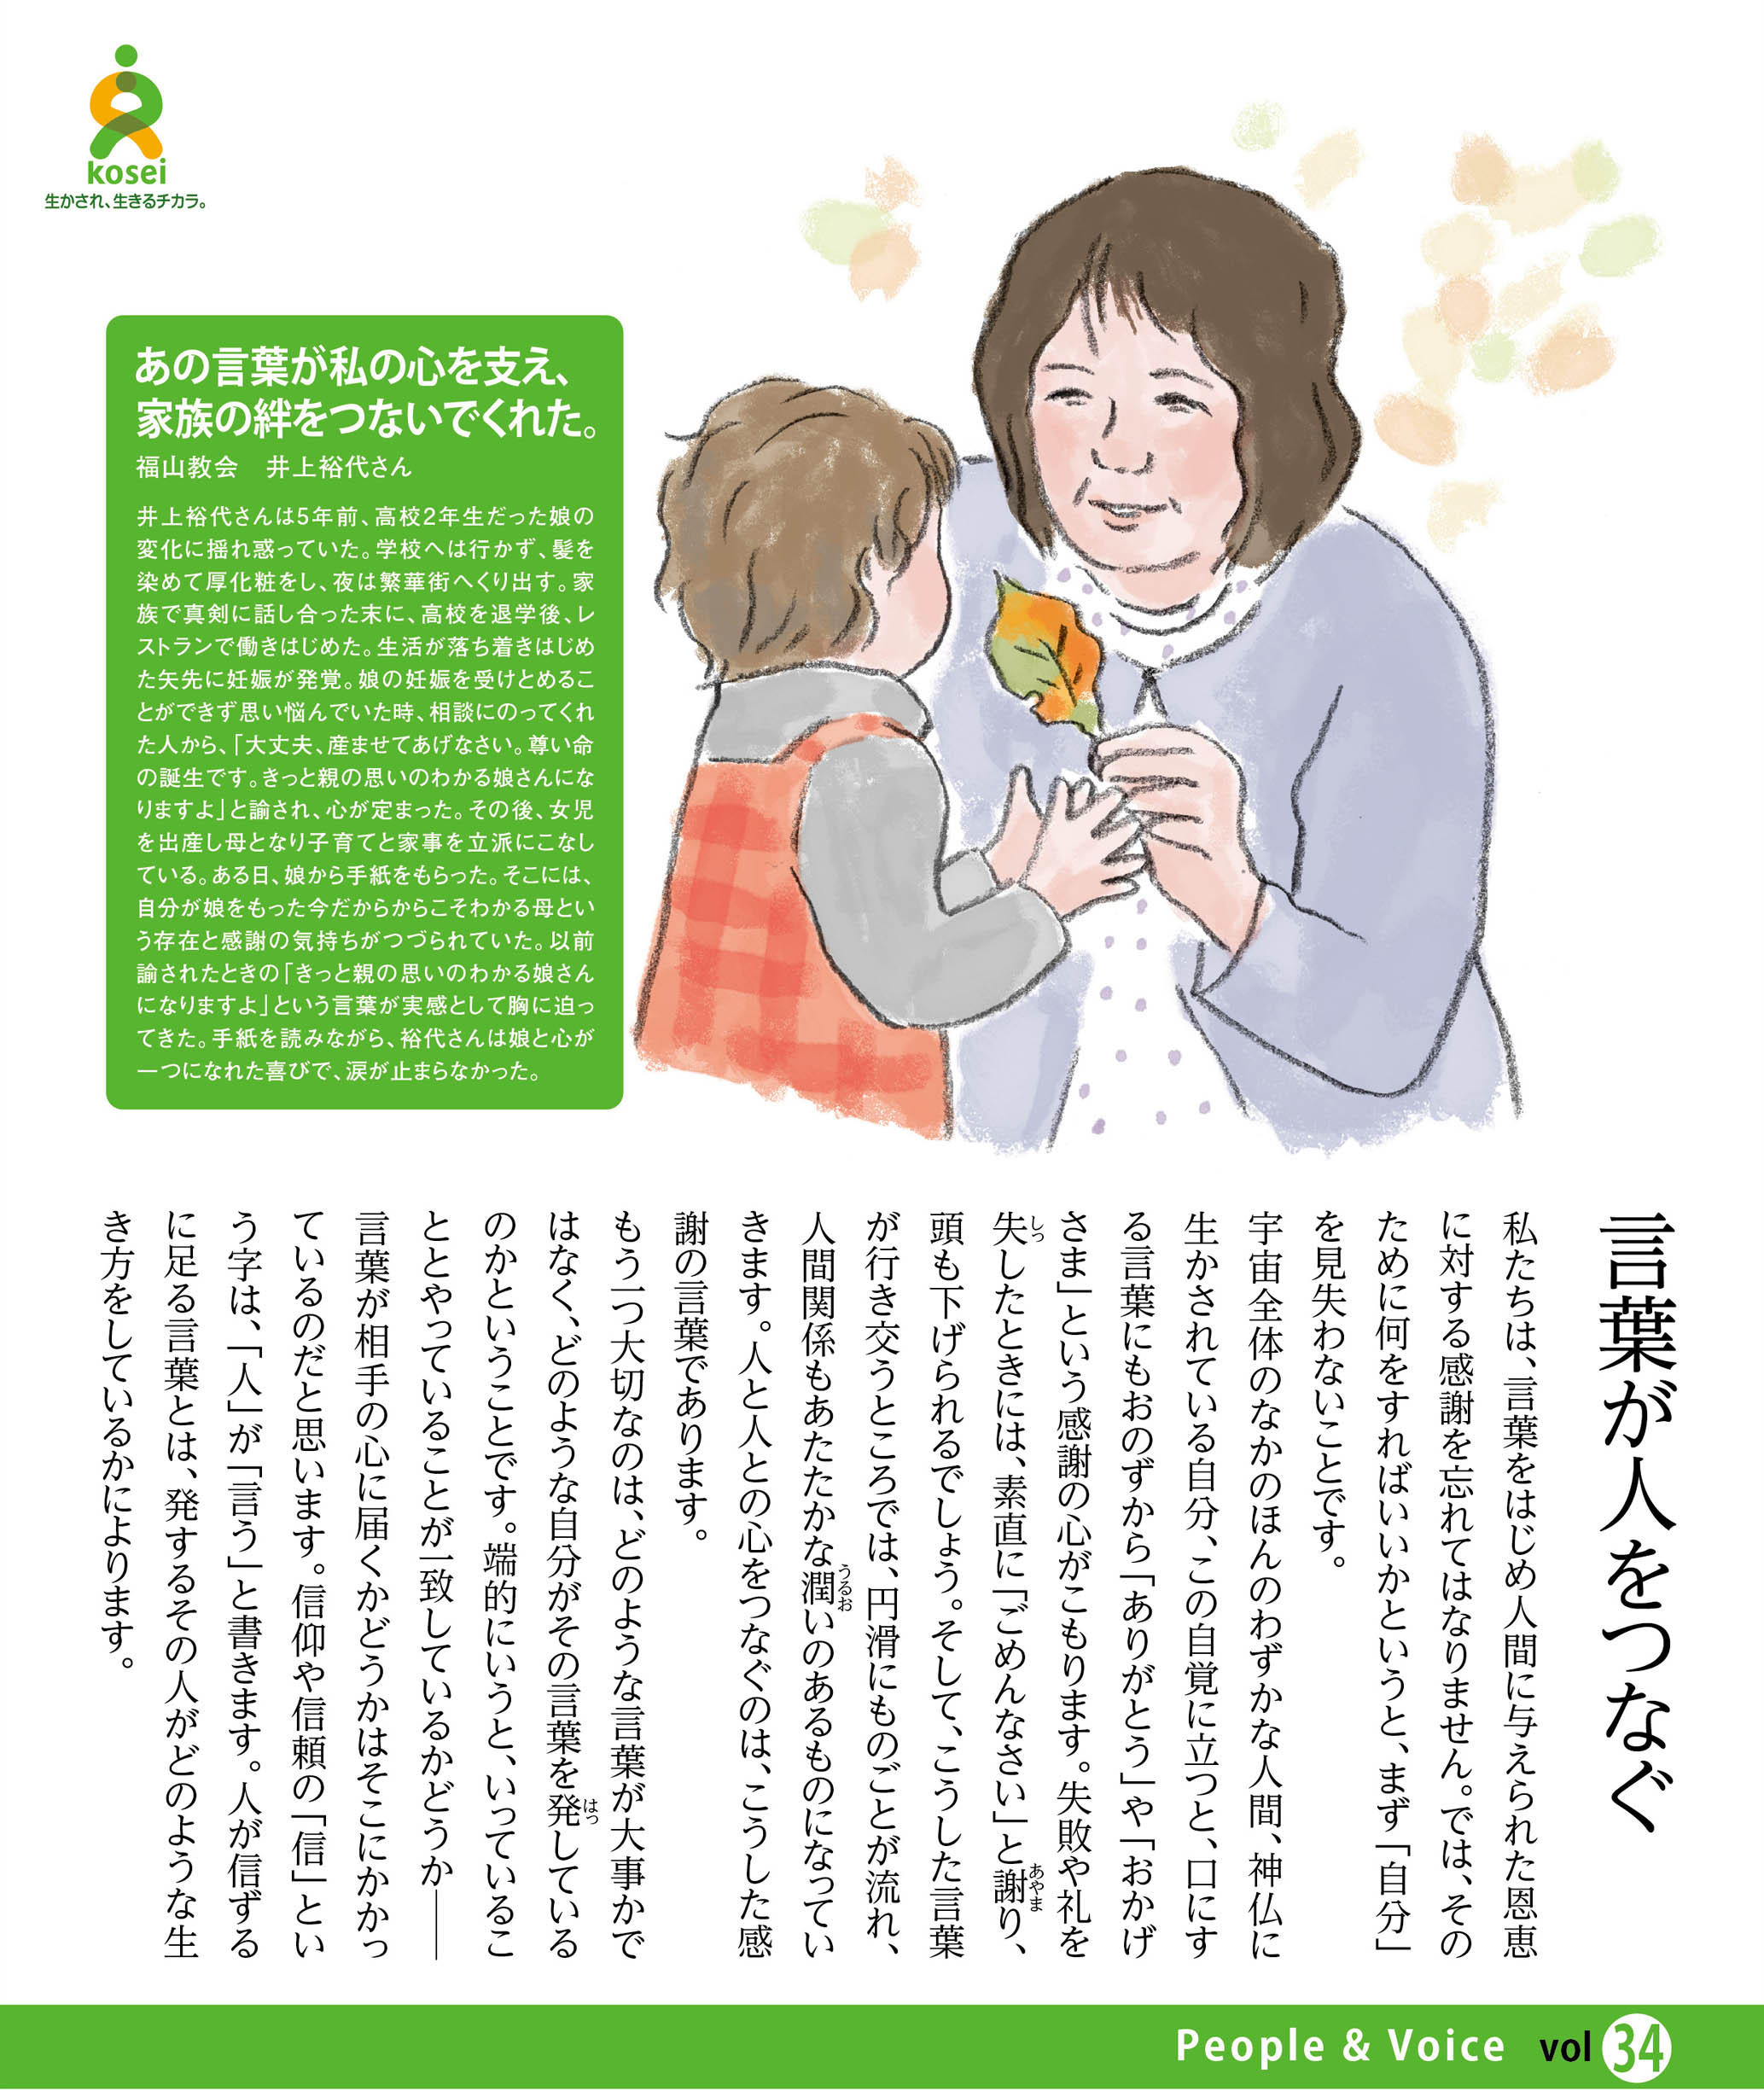 kosei
生かされ、生きるチカラ。
あの言葉が私の心を支え、
家族の絆をつないでくれた。
福山教会　井上裕代さん
井上裕代さんは5年前、高校2年生だった娘の
変化に揺れ惑っていた。学校へは行かず、髪を
染めて厚化粧をし、夜は繁華街へくり出す。家
族で真剣に話し合った末に、高校を退学後、レ
ストランで働きはじめた。生活が落ち着きはじめ
た矢先に妊娠が発覚。娘の妊娠を受けとめるこ
とができず思い悩んでいた時、相談にのってくれ
た人から、「大丈夫、産ませてあげなさい。尊い命
の誕生です。きっと親の思いのわかる娘さんにな
りますよ」と諭され、心が定まった。その後、女児
を出産し母となり子育てと家事を立派にこなし
ている。ある日、娘から手紙をもらった。そこには、
自分が娘をもった今だからからこそわかる母とい
う存在と感謝の気持ちがつづられていた。以前
諭されたときの「きっと親の思いのわかる娘さん
になりますよ」という言葉が実感として胸に迫っ
てきた。手紙を読みながら、裕代さんは娘と心が
一つになれた喜びで、涙が止まらなかった。
言葉が人をつなぐ
私たちは、言葉をはじめ人間に与えられた恩恵
に対する感謝を忘れてはなりません。では、その
ために何をすればいいかというと、まず「自分」
を見失わないことです。
宇宙全体のなかのほんのわずかな人間、神仏に
生かされている自分、この自覚に立つと、口にす
る言葉にもおのずから「ありがとう」や「おかげ
さま」という感謝の心がこもります。失敗や礼を
失しっしたときには、素直に「ごめんなさい」と謝あやまり、
頭も下げられるでしょう。そして、こうした言葉
が行き交うところでは、円滑にものごとが流れ、
人間関係もあたたかな潤うるおいのあるものになってい
きます。人と人との心をつなぐのは、こうした感
謝の言葉であります。
もう一つ大切なのは、どのような言葉が大事かで
はなく、どのような自分がその言葉を発はっしている
のかということです。端的にいうと、いっているこ
ととやっていることが一致しているかどうか――
言葉が相手の心に届くかどうかはそこにかかっ
ているのだと思います。信仰や信頼の「信」とい
う字は、「人」が「言う」と書きます。人が信ずる
に足る言葉とは、発するその人がどのような生
き方をしているかによります。
People & Voice vol 34